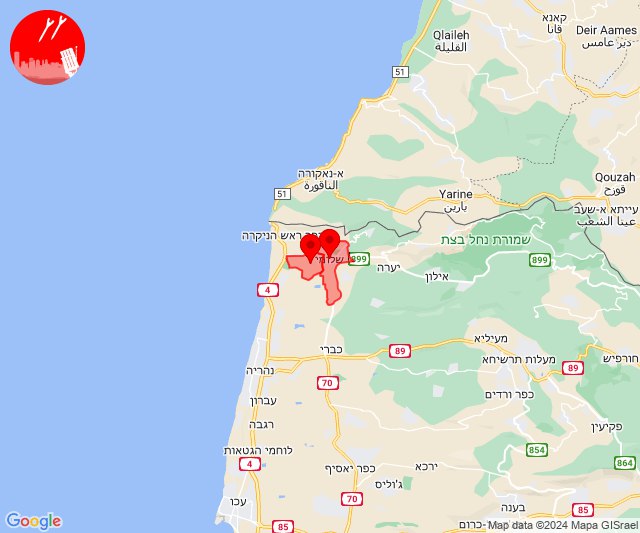 קאנא
قانا
Deir Aames
دير عامس
Qlaileh
القليلة
51
א-נאקורה
الناقورة
51
Yarine
يارين
Qouzah
قوزح
עייתא א-שעב
عيتا الشعب
ראש הניקרה
שמורת נחל בצת
שלומי
899
יערה
אילון
899
4
מעיליא
כברי
89
מעלות תרשיחא
89
חורפיש
נהריה
70
כפר ורדים
עברון
רגבה
פקיעין
לוחמי הגטאות
854
864
4
כפר יאסיף
ירכא
ג'וליס
עכו
70
בענה
85
85
כרום
Google
Map data ©2024 Mapa GISrael